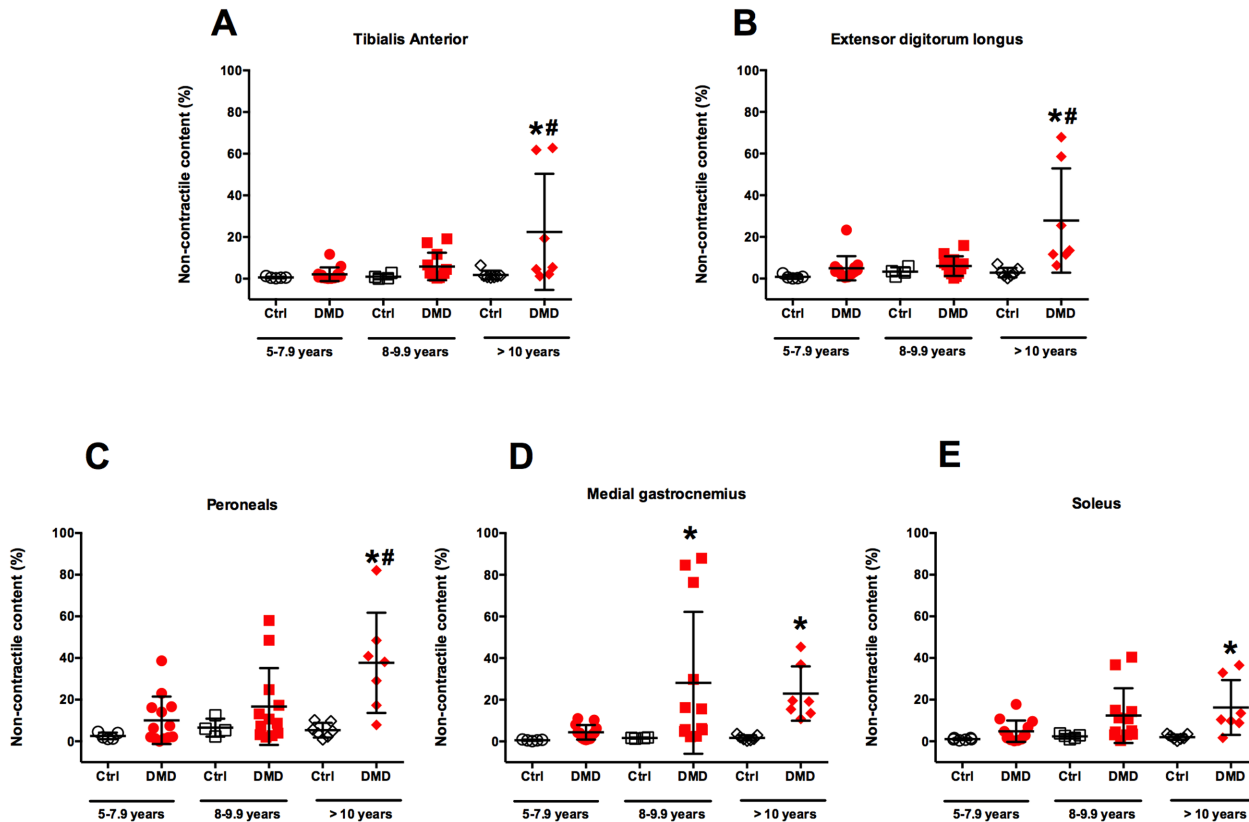 A
Tibialis Anterior
Non-contractile content (%)
100
80
60
40
20
0
*#
Ctrl DMD Ctrl DMD Ctrl DMD
5-7.9 years 8-9.9 years > 10 years
B
Extensor digitorum longus
Non-contractile content (%)
100
80
60
40
20
0
*#
Ctrl DMD Ctrl DMD Ctrl DMD
5-7.9 years 8-9.9 years > 10 years
C
Peroneals
Non-contractile content (%)
100
80
60
40
20
0
*#
Ctrl DMD Ctrl DMD Ctrl DMD
5-7.9 years 8-9.9 years > 10 years
D
Medial gastrocnemius
Non-contractile content (%)
100
80
60
40
20
0
*
*
Ctrl DMD Ctrl DMD Ctrl DMD
5-7.9 years 8-9.9 years > 10 years
E
Soleus
Non-contractile content (%)
100
80
60
40
20
0
*
Ctrl DMD Ctrl DMD Ctrl DMD
5-7.9 years 8-9.9 years > 10 years